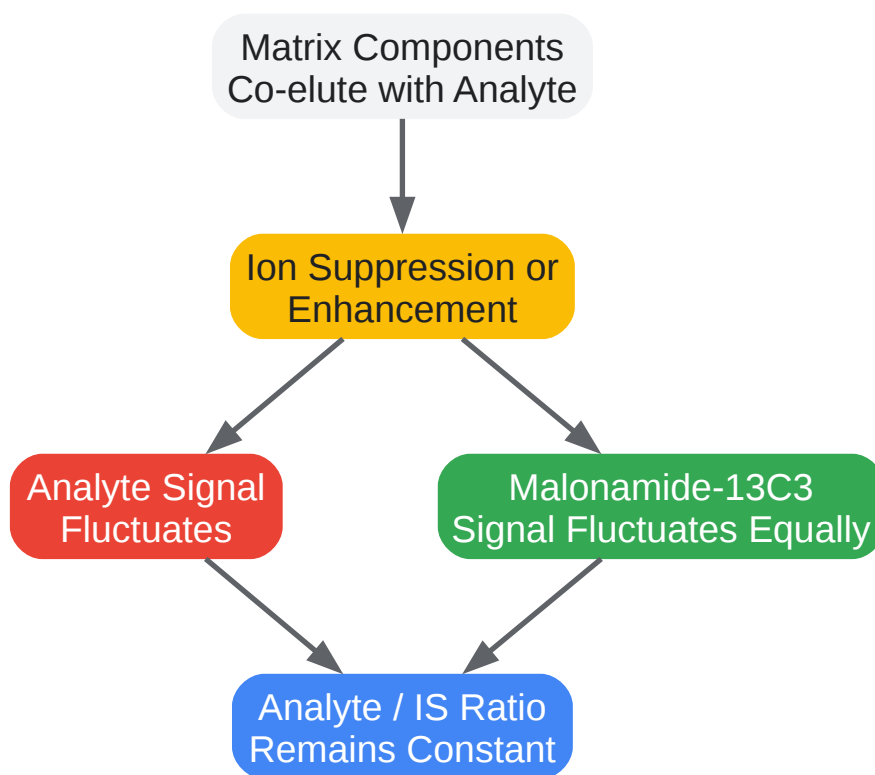 Matrix Components
Co-elute with Analyte
Ion Suppression or
Enhancement
Analyte Signal
Fluctuates
Malonamide-13C3
Signal Fluctuates Equally
Analyte / IS Ratio
Remains Constant